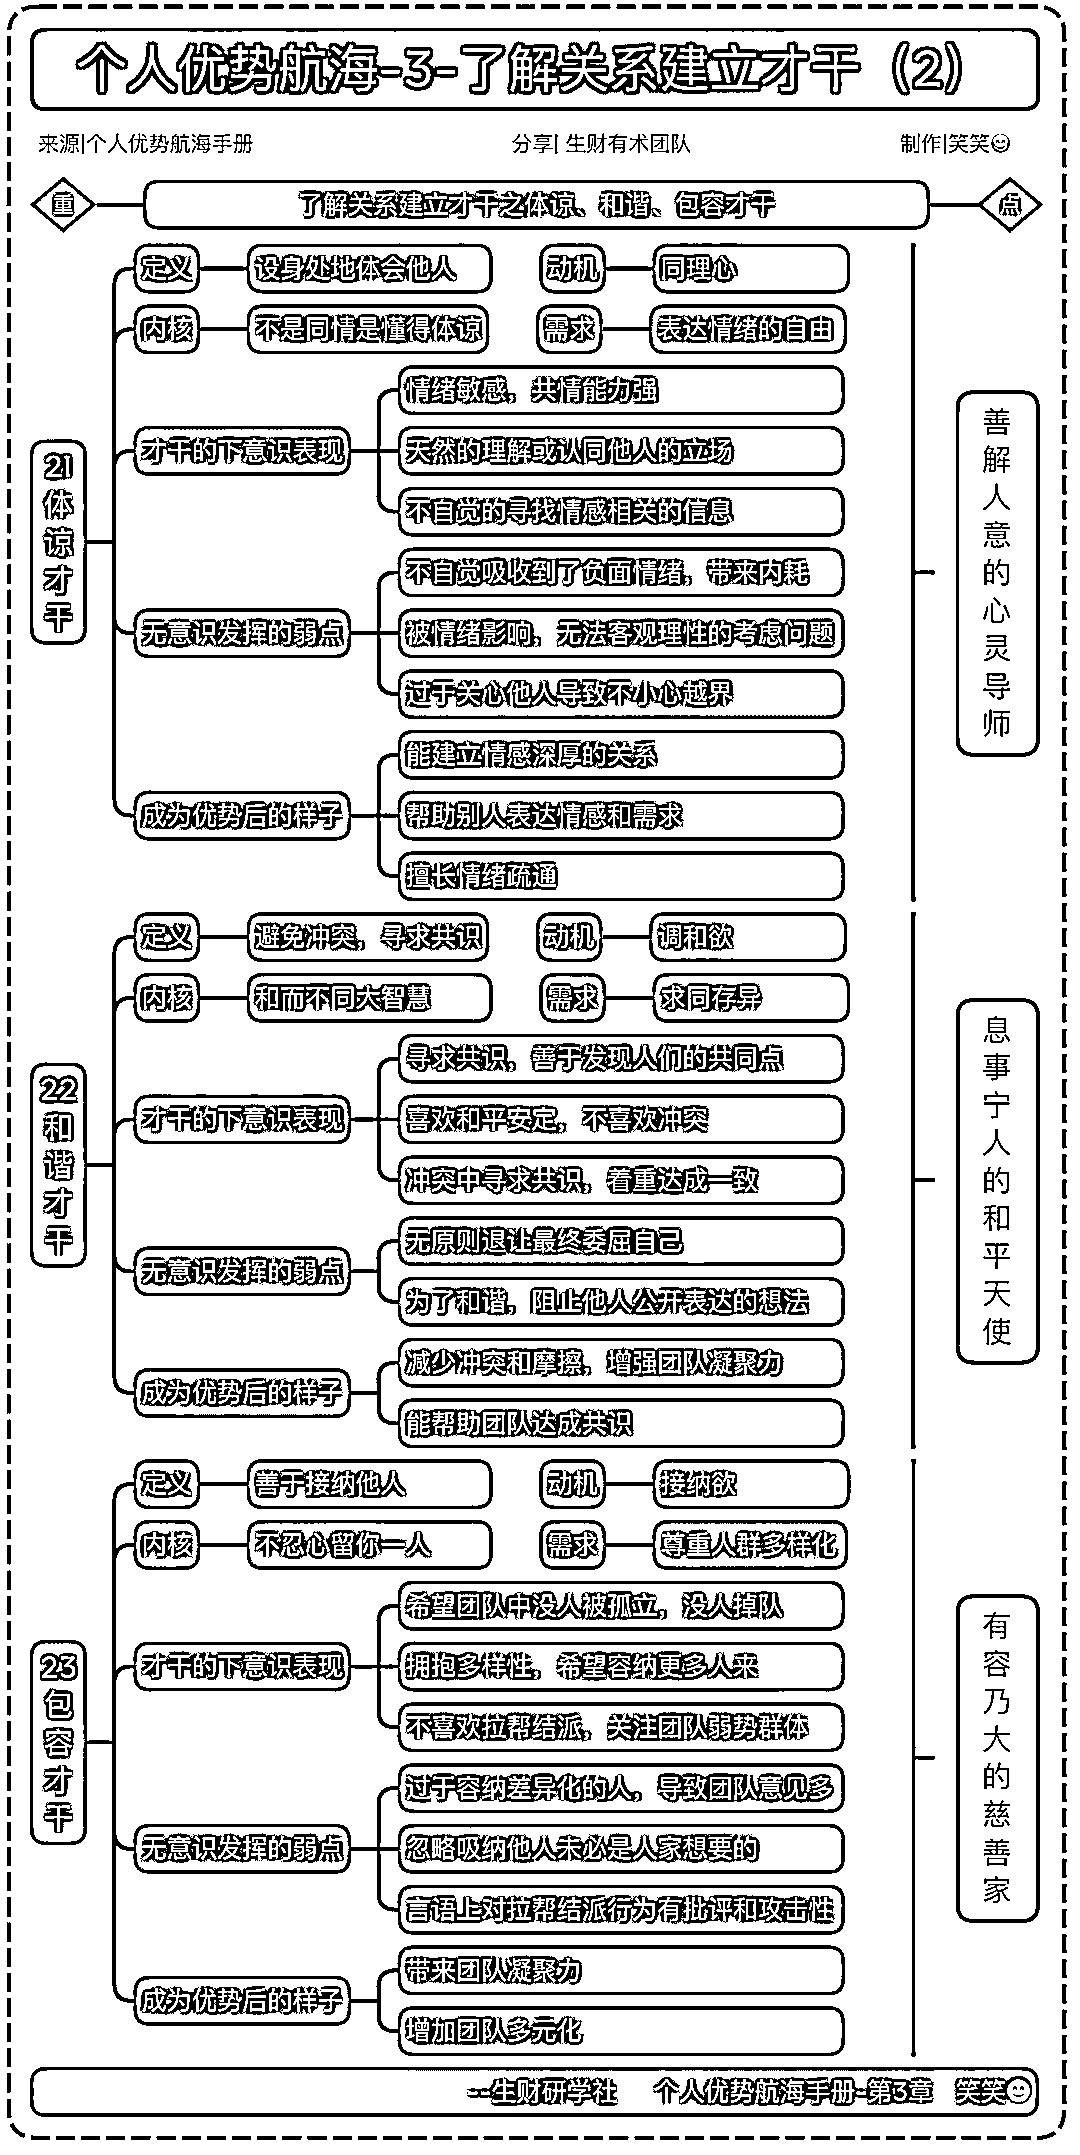 个人优势航海-3-了解关系建立才干（2）
来源|个人优势航海手册 分享| 生财有术团队 制作|笑笑
重 了解关系建立才干之体谅、和谐、包容才干 点
21体谅才干
定义 设身处地体会他人 动机 同理心
内核 不是同情是懂得体谅 需求 表达情绪的自由
才干的下意识表现
情绪敏感，共情能力强
天然的理解或认同他人的立场
不自觉的寻找情感相关的信息
无意识发挥的弱点
不自觉吸收到了负面情绪，带来内耗
被情绪影响，无法客观理性的考虑问题
过于关心他人导致不小心越界
成为优势后的样子
能建立情感深厚的关系
帮助别人表达情感和需求
擅长情绪疏通
善解人意的心灵导师
22和谐才干
定义 避免冲突，寻求共识 动机 调和欲
内核 和而不同大智慧 需求 求同存异
才干的下意识表现
寻求共识，善于发现人们的共同点
喜欢和平安定，不喜欢冲突
冲突中寻求共识，着重达成一致
无意识发挥的弱点
无原则退让最终委屈自己
为了和谐，阻止他人公开表达的想法
成为优势后的样子
减少冲突和摩擦，增强团队凝聚力
能帮助团队达成共识
息事宁人的和平天使
23包容才干
定义 善于接纳他人 动机 接纳欲
内核 不忍心留你一人 需求 尊重人群多样化
才干的下意识表现
希望团队中没人被孤立，没人掉队
拥抱多样性，希望容纳更多人来
不喜欢拉帮结派，关注团队弱势群体
无意识发挥的弱点
过于容纳差异化的人，导致团队意见多
忽略吸纳他人未必是人家想要的
言语上对拉帮结派行为有批评和攻击性
成为优势后的样子
带来团队凝聚力
增加团队多元化
有容乃大的慈善家
--生财研学社 个人优势航海手册-第3章 笑笑